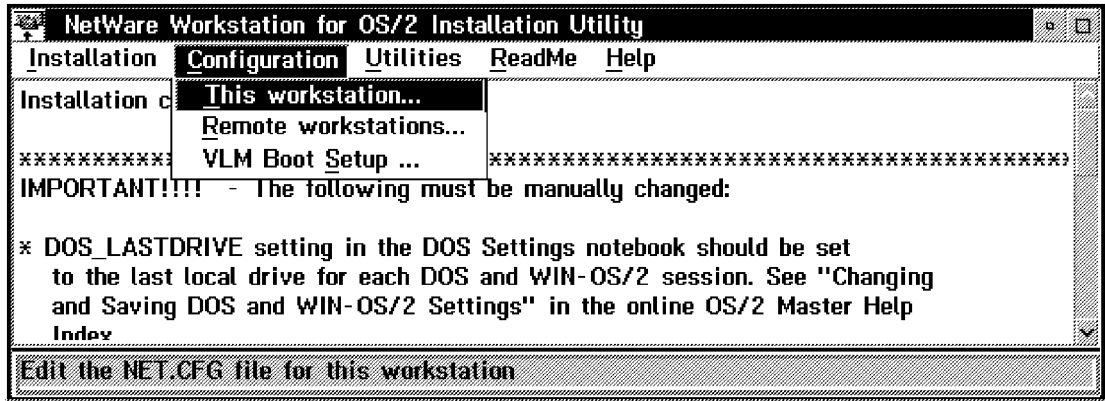 NetWare Workstation for OS/2 Installation Utility
Installation Configuration Utilities ReadMe Help
This workstation...
Remote workstations...
VLM Boot Setup ...
Installation c
xxxxxxxxxx xxxxxxxxxxxxxxxxxxxxxxxxxxxxxxxxxxxxxxxx
IMPORTANT!!!! - The following must be manually changed:
* DOS_LASTDRIVE setting in the DOS Settings notebook should be set
to the last local drive for each DOS and WIN-OS/2 session. See "Changing
and Saving DOS and WIN-OS/2 Settings" in the online OS/2 Master Help
Index
Edit the NET.CFG file for this workstation